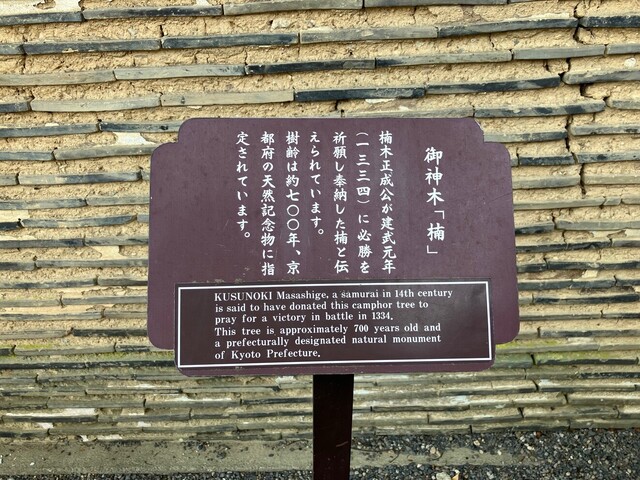 御神木「楠」
楠木正成公が建武元年
(一三三四)に必勝を
祈願し奉納した楠と伝
えられています。
樹齢は約七〇〇年、京
都府の天然記念物に指
定されています。
KUSUNOKI Masashige, a samurai in 14th century
is said to have donated this camphor tree to
pray for a victory in battle in 1334.
This tree is approximately 700 years old and
a prefecturally designated natural monument
of Kyoto Prefecture.